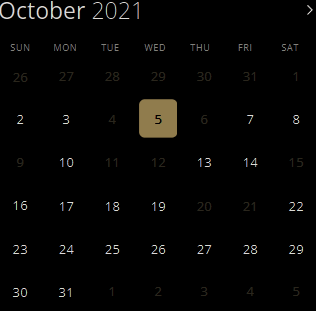 October 2021
SUN MON TUE WED THU FRI SAT
26 27 28 29 30 31 1
2 3 4 5 6 7 8
9 10 11 12 13 14 15
16 17 18 19 20 21 22
23 24 25 26 27 28 29
30 31 1 2 3 4 5